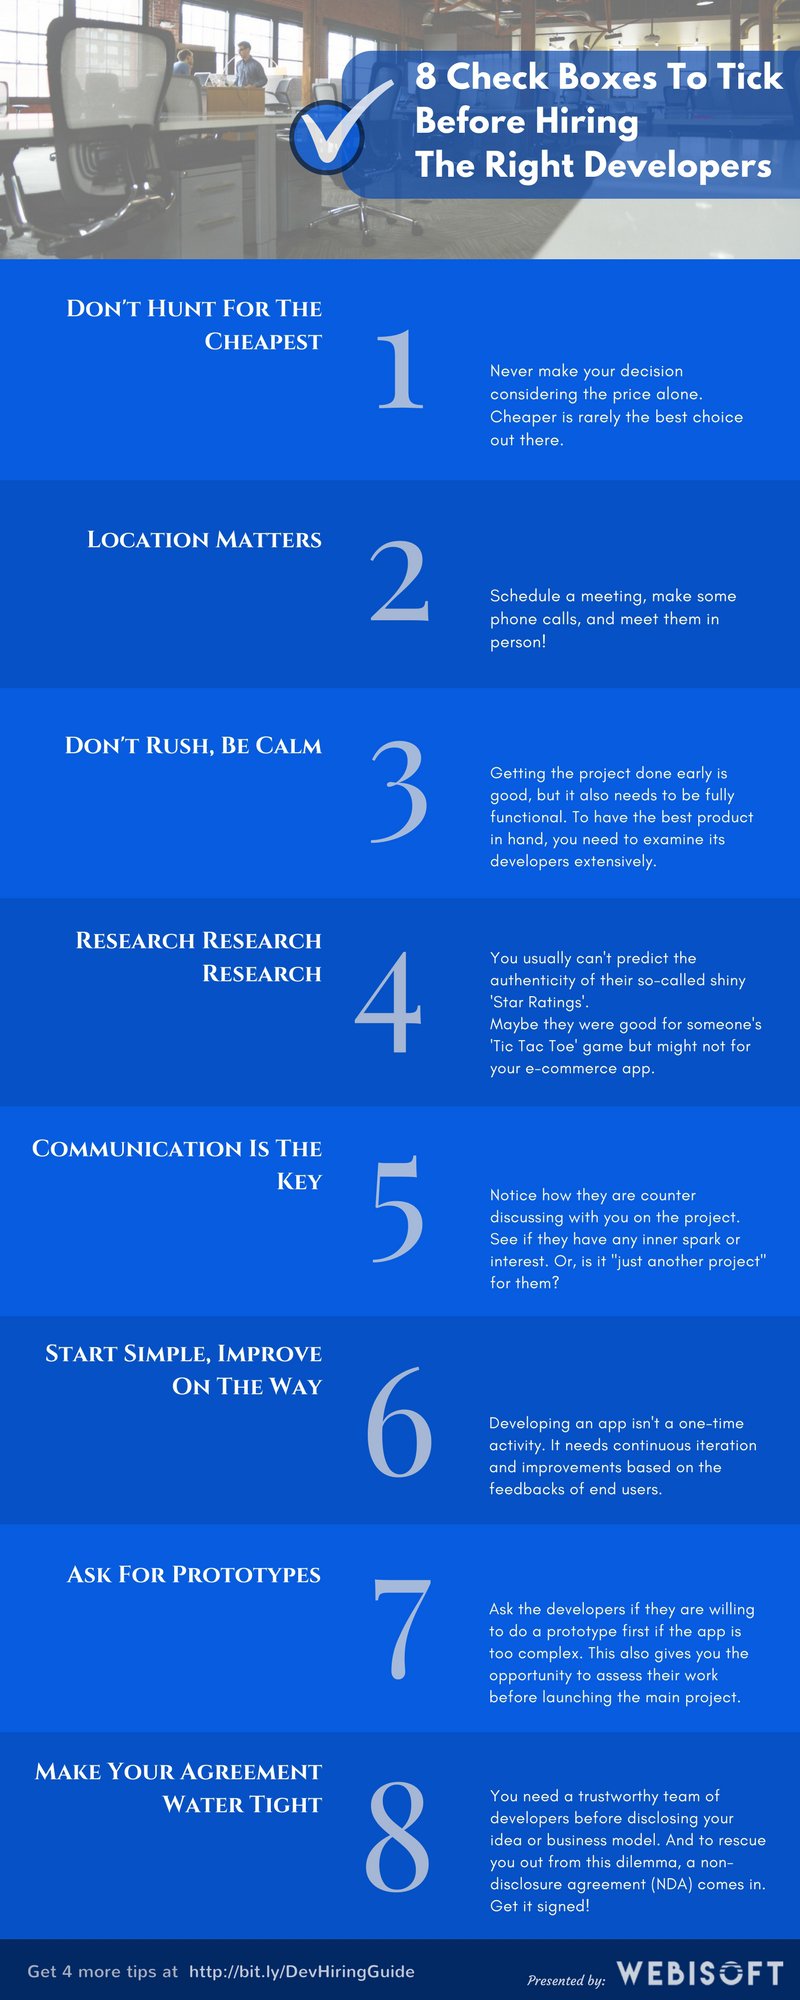 8 Check Boxes To Tick
Before Hiring
The Right Developers
Don't Hunt For The
Cheapest
1
Never make your decision
considering the price alone.
Cheaper is rarely the best choice
out there.
Location Matters
2
Schedule a meeting, make some
phone calls, and meet them in
person!
Don't Rush, Be Calm
3
Getting the project done early is
good, but it also needs to be fully
functional. To have the best product
in hand, you need to examine its
developers extensively.
Research Research
Research
4
You usually can't predict the
authenticity of their so-called shiny
'Star Ratings'.
Maybe they were good for someone's
'Tic Tac Toe' game but might not for
your e-commerce app.
Communication Is The
Key
5
Notice how they are counter
discussing with you on the project.
See if they have any inner spark or
interest. Or, is it "just another project"
for them?
Start Simple, Improve
On The Way
6
Developing an app isn't a one-time
activity. It needs continuous iteration
and improvements based on the
feedbacks of end users.
Ask For Prototypes
7
Ask the developers if they are willing
to do a prototype first if the app is
too complex. This also gives you the
opportunity to assess their work
before launching the main project.
Make Your Agreement
Water Tight
8
You need a trustworthy team of
developers before disclosing your
idea or business model. And to rescue
you out from this dilemma, a non-
disclosure agreement (NDA) comes in.
Get it signed!
Get 4 more tips at http://bit.ly/DevHiringGuide
Presented by: WEBISOFT